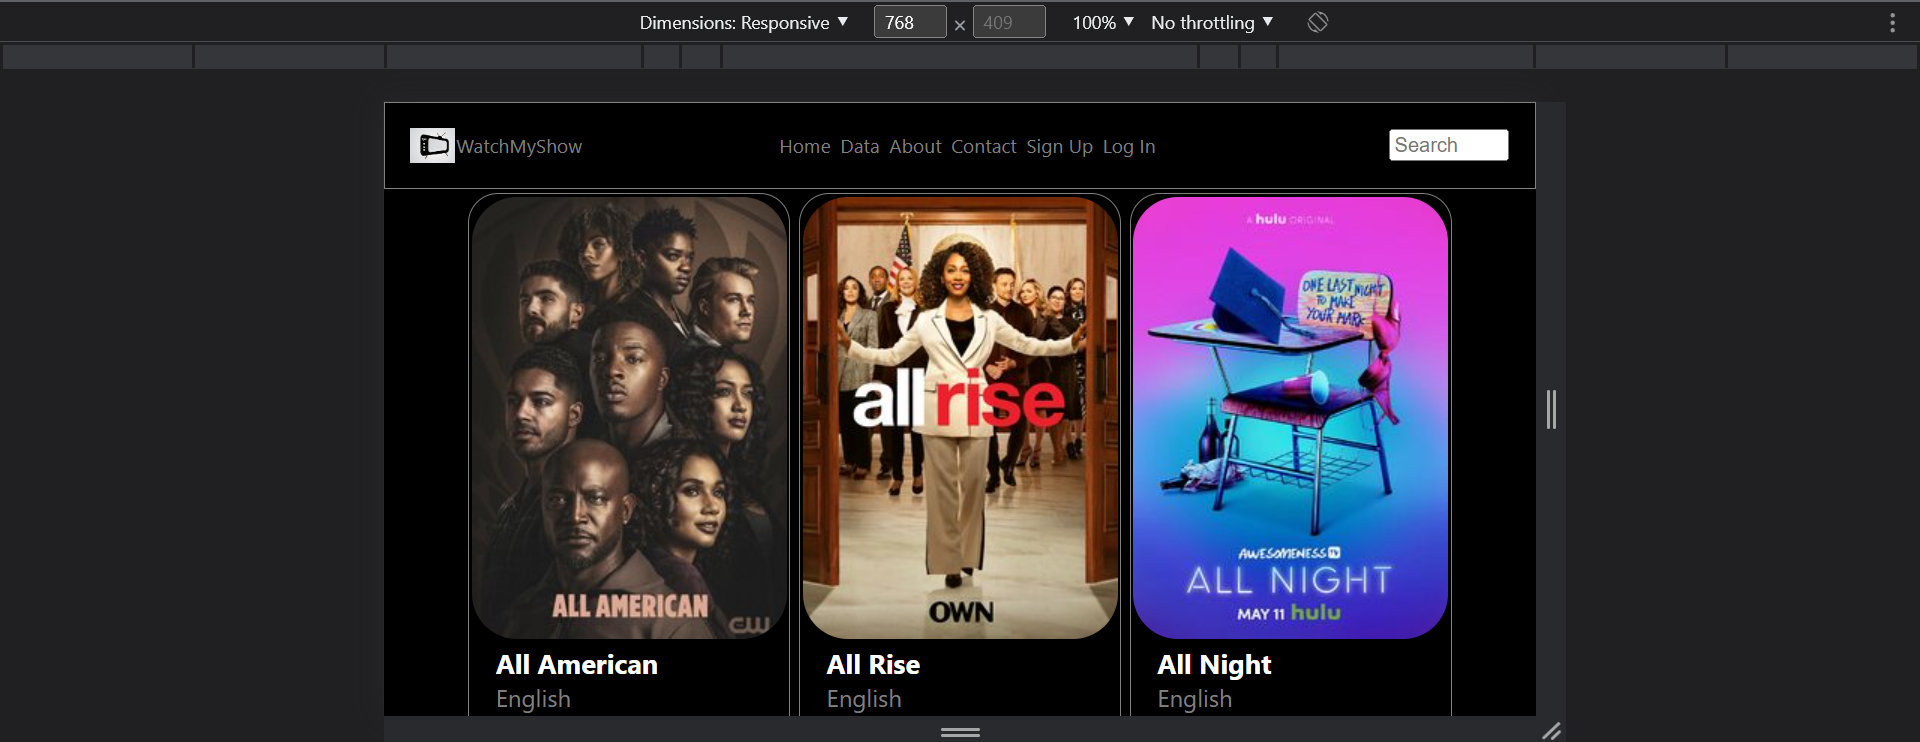 Dimensions: Responsive ▼ 768 × 409 100% ▼ No throttling ▼
WatchMyShow Home Data About Contact Sign Up Log In Search
ALL AMERICAN
CW
all rise
OWN
A hulu ORIGINAL
ONE LAST NIGHT
TO MAKE
YOUR MARK
AWESOMENESS TV
ALL NIGHT
MAY 11 hulu
All American All Rise All Night
English English English